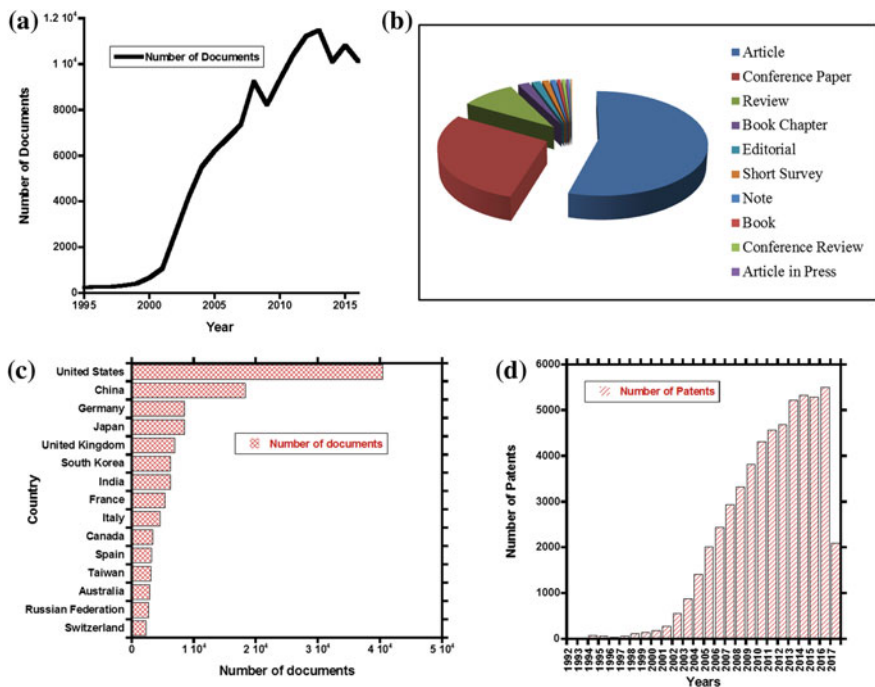 (a)
1.2 10⁴
1 10⁴
8000
6000
4000
2000
0
Number of Documents
Number of Documents
1995
2000
2005
2010
2015
Year
(b)
Article
Conference Paper
Review
Book Chapter
Editorial
Short Survey
Note
Book
Conference Review
Article in Press
(c)
United States
China
Germany
Japan
United Kingdom
South Korea
India
France
Italy
Canada
Spain
Taiwan
Australia
Russian Federation
Switzerland
Country
Number of documents
0
1 10⁴
2 10⁴
3 10⁴
4 10⁴
5 10⁴
Number of documents
(d)
6000
5000
4000
3000
2000
1000
0
Number of Patents
Number of Patents
1992
1993
1994
1995
1996
1997
1998
1999
2000
2001
2002
2003
2004
2005
2006
2007
2008
2009
2010
2011
2012
2013
2014
2015
2016
2017
Years